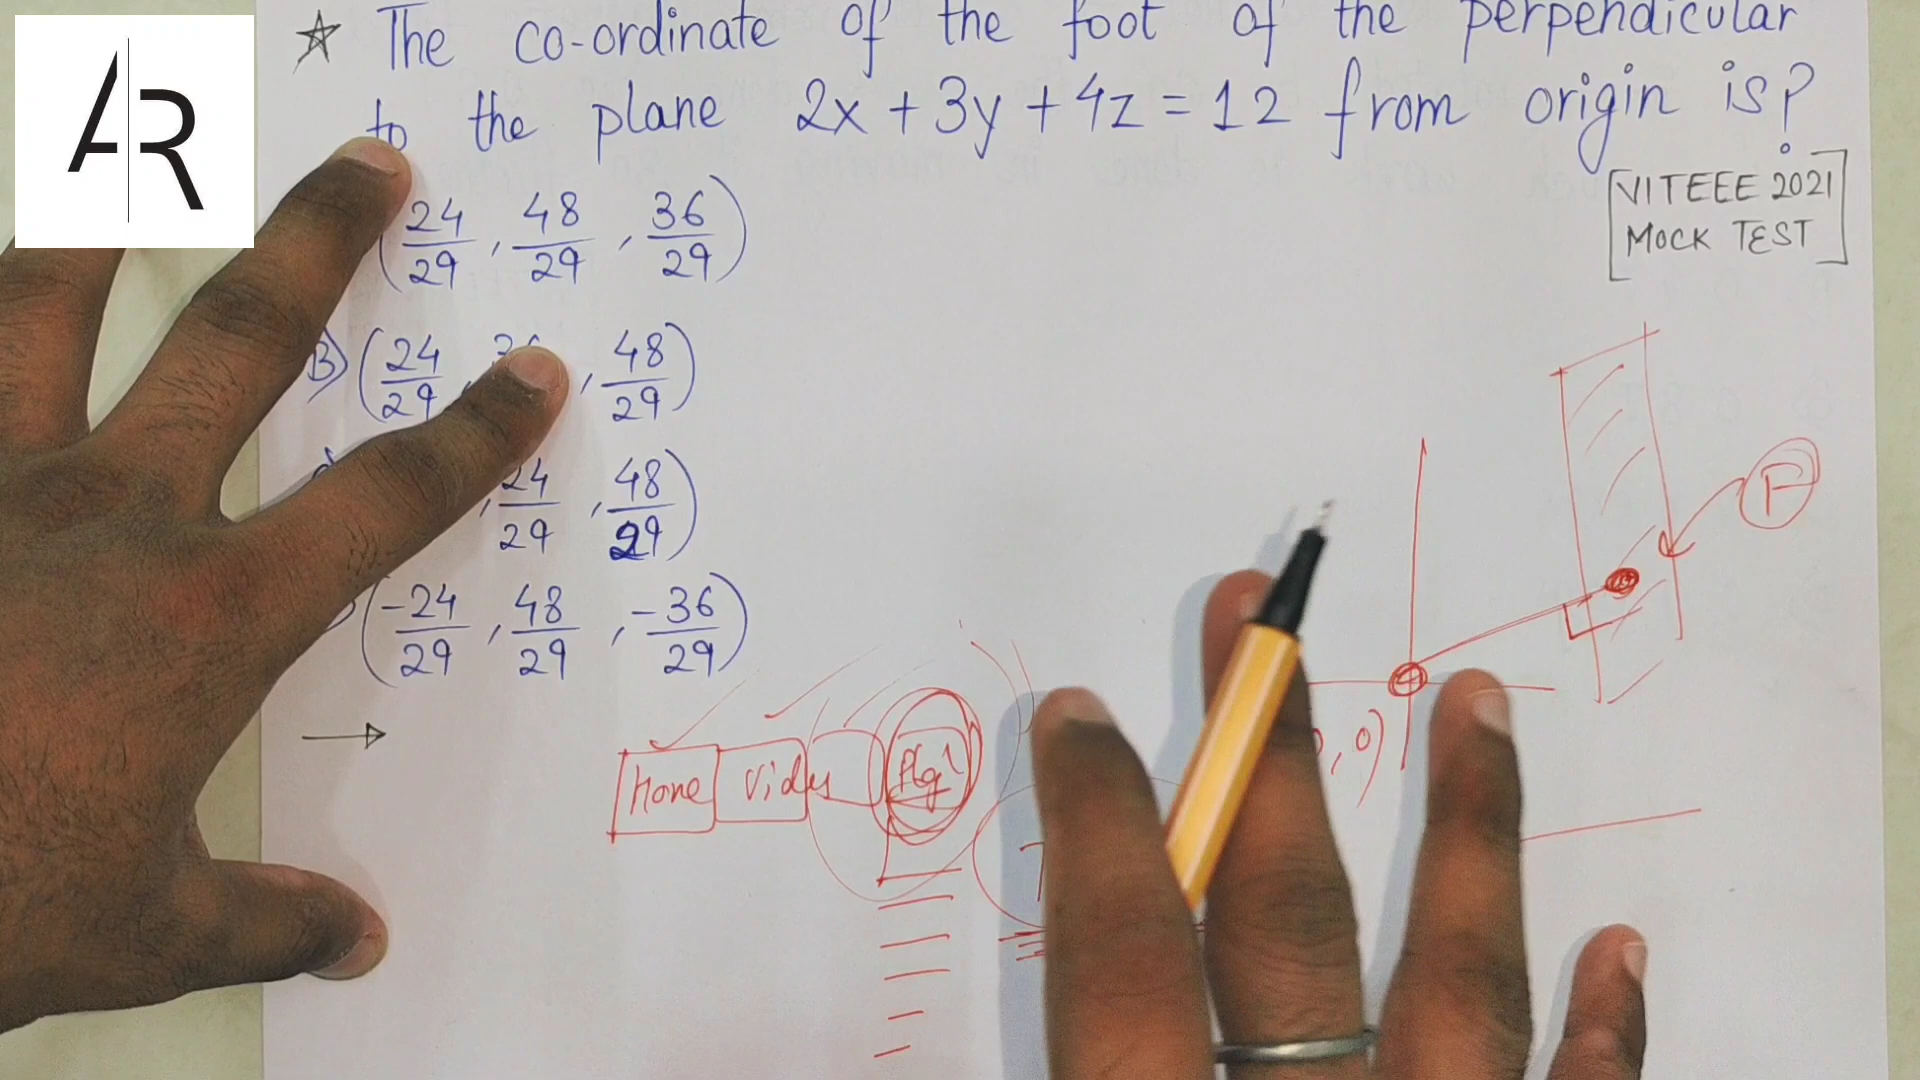 AR
☆ The co-ordinate of the foot of the perpendicular
to the plane 2x + 3y + 4z = 12 from origin is?
[VITEEE 2021
MOCK TEST]
(24/29, 48/29, 36/29)
B) (24/29, , 48/29)
, 24/29, 48/29)
(-24/29, 48/29, -36/29)
→
F
, 0)
Home